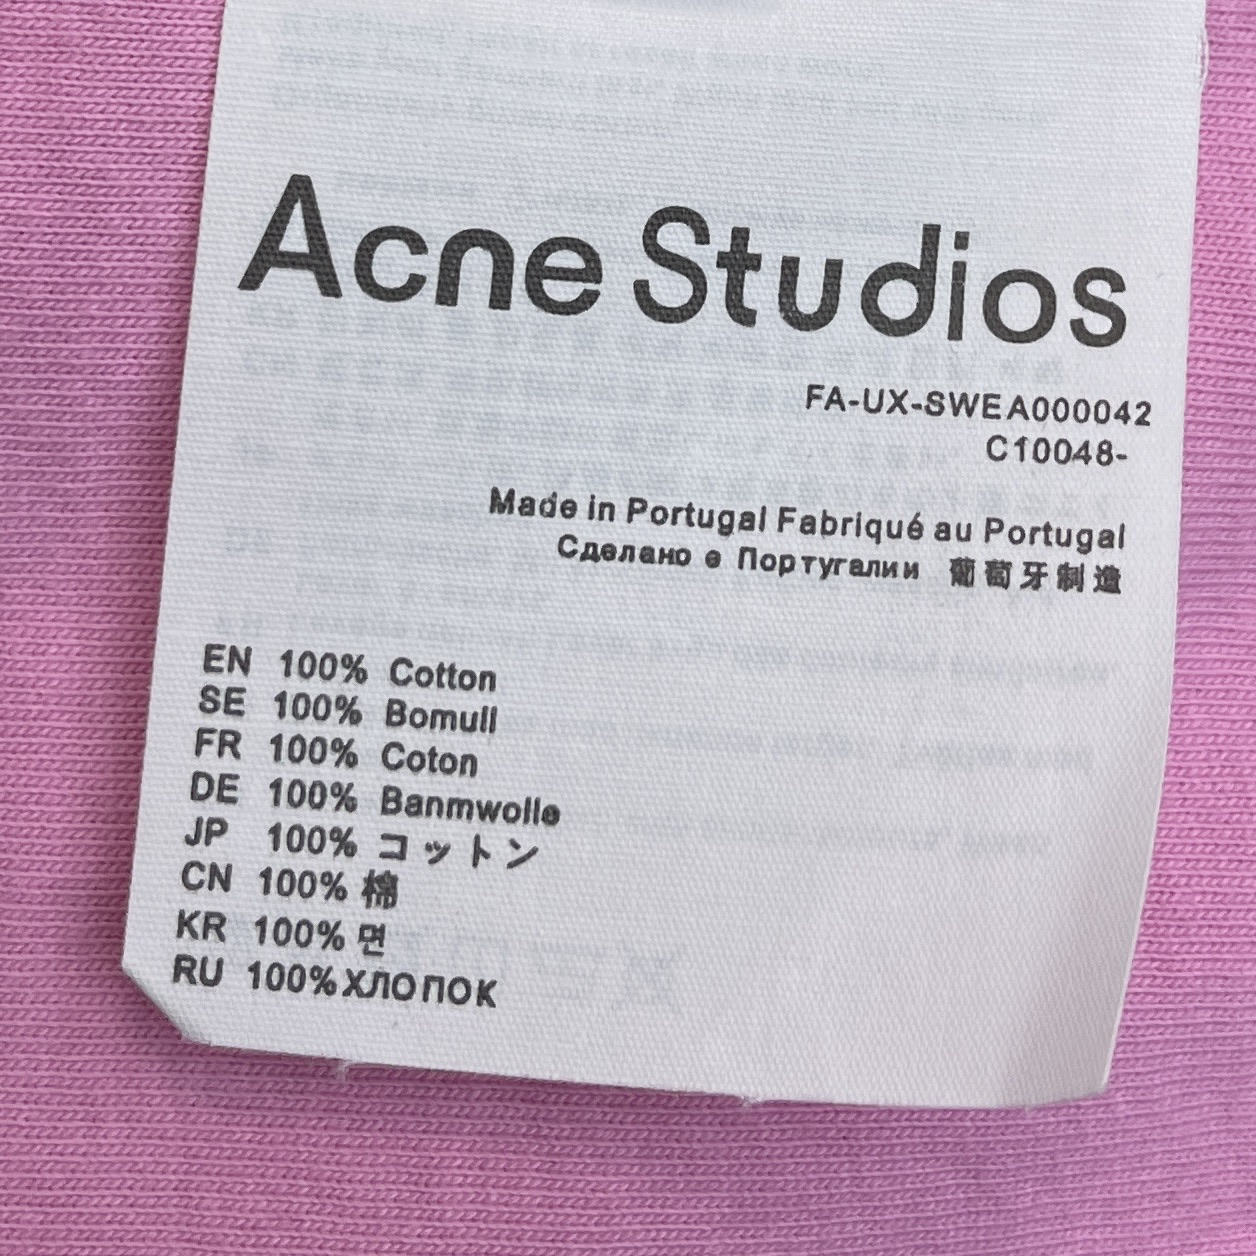 Acne Studios
FA-UX-SWEA000042
C10048-
Made in Portugal Fabriqué au Portugal
Сделано в Португалии 葡萄牙制造
EN 100% Cotton
SE 100% Bomull
FR 100% Coton
DE 100% Banmwolle
JP 100% コットン
CN 100% 棉
KR 100% 면
RU 100% ХЛОПОК